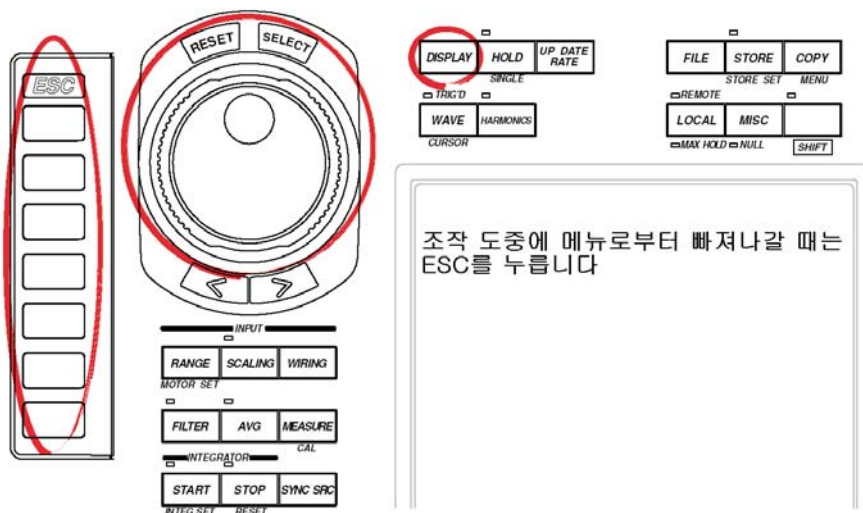 ESC
RESET SELECT
DISPLAY HOLD UP DATE RATE
SINGLE
TRIG'D
WAVE HARMONICS
CURSOR
FILE STORE COPY
STORE SET MENU
REMOTE
LOCAL MISC
MAX HOLD NULL SHIFT
조작 도중에 메뉴로부터 빠져나갈 때는
ESC를 누릅니다
< >
INPUT
RANGE SCALING WIRING
MOTOR SET
FILTER AVG MEASURE
CAL
INTEGRATOR
START STOP SYNC SRC
INTEG SET RESET